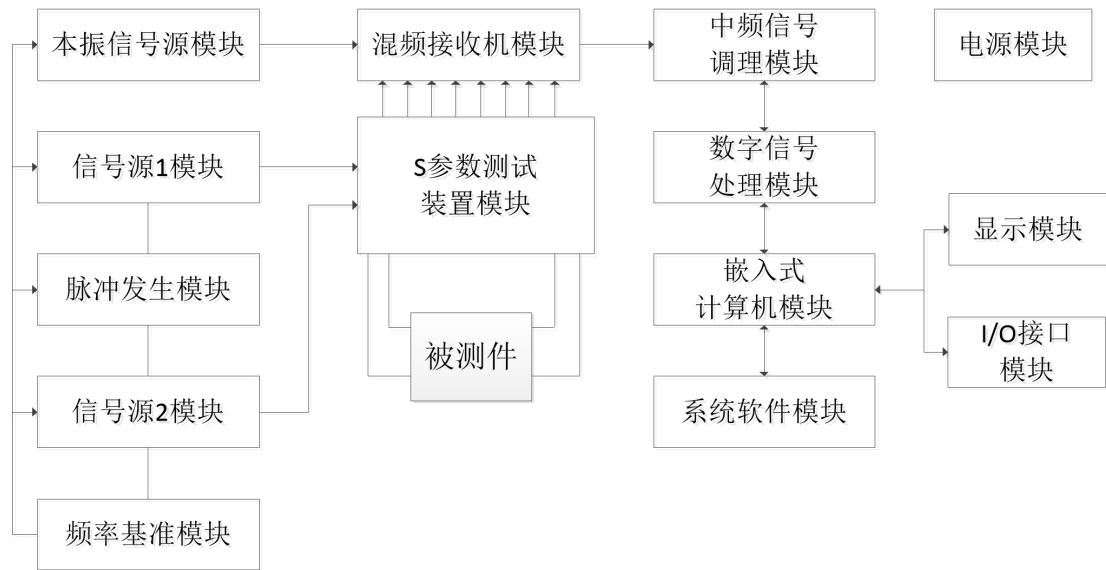 本振信号源模块
混频接收机模块
中频信号
调理模块
电源模块
信号源1模块
S参数测试
装置模块
数字信号
处理模块
显示模块
脉冲发生模块
嵌入式
计算机模块
被测件
I/O接口
模块
信号源2模块
系统软件模块
频率基准模块